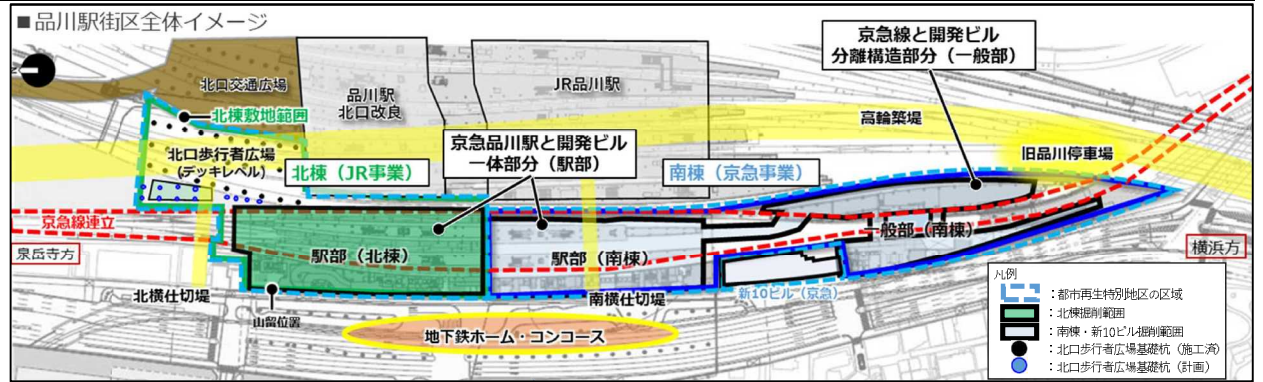 ■品川駅街区全体イメージ
北口交通広場
北棟敷地範囲
品川駅
北口改良
JR品川駅
京急線と開発ビル
分離構造部分（一般部）
高輪築堤
旧品川停車場
北口歩行者広場
(デッキレベル)
北棟（JR事業）
京急品川駅と開発ビル
一体部分（駅部）
南棟（京急事業）
京急線連立
泉岳寺方
駅部（北棟）
駅部（南棟）
一般部（南棟）
横浜方
北横仕切堤
山留位置
南横仕切堤
新10ビル（京急）
地下鉄ホーム・コンコース
凡例
：都市再生特別地区の区域
：北棟掘削範囲
：南棟・新10ビル掘削範囲
：北口歩行者広場基礎杭（施工済）
：北口歩行者広場基礎杭（計画）